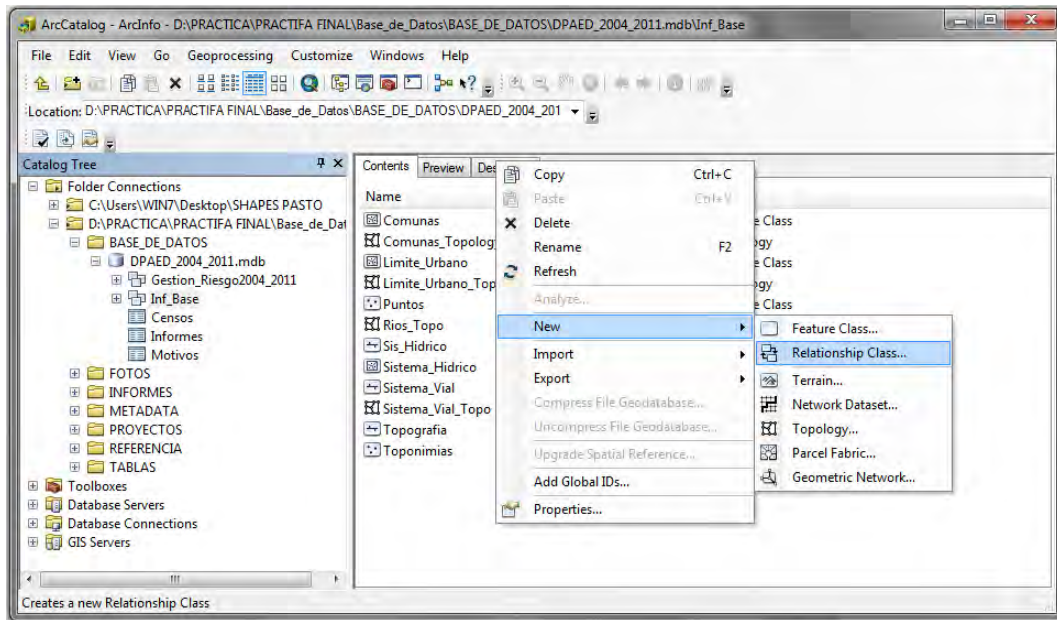 ArcCatalog - ArcInfo - D:\PRACTICA\PRACTIFA FINAL\Base_de_Datos\BASE_DE_DATOS\DPAED_2004_2011.mdb\Inf_Base
File Edit View Go Geoprocessing Customize Windows Help
Location: D:\PRACTICA\PRACTIFA FINAL\Base_de_Datos\BASE_DE_DATOS\DPAED_2004_201
Catalog Tree
Folder Connections
C:\Users\WIN7\Desktop\SHAPES PASTO
D:\PRACTICA\PRACTIFA FINAL\Base_de_Dat
BASE_DE_DATOS
DPAED_2004_2011.mdb
Gestion_Riesgo2004_2011
Inf_Base
Censos
Informes
Motivos
FOTOS
INFORMES
METADATA
PROYECTOS
REFERENCIA
TABLAS
Toolboxes
Database Servers
Database Connections
GIS Servers
Contents Preview Des
Name
Comunas e Class
Comunas_Topolog gy
Limite_Urbano e Class
Limite_Urbano_Top gy
Puntos e Class
Rios_Topo
Sis_Hidrico
Sistema_Hidrico
Sistema_Vial
Sistema_Vial_Topo
Topografia
Toponimias
Copy Ctrl+C
Paste Ctrl+V
Delete
Rename F2
Refresh
Analyze...
New
Import
Export
Compress File Geodatabase...
Uncompress File Geodatabase...
Upgrade Spatial Reference...
Add Global IDs...
Properties...
Feature Class...
Relationship Class...
Terrain...
Network Dataset...
Topology...
Parcel Fabric...
Geometric Network...
Creates a new Relationship Class